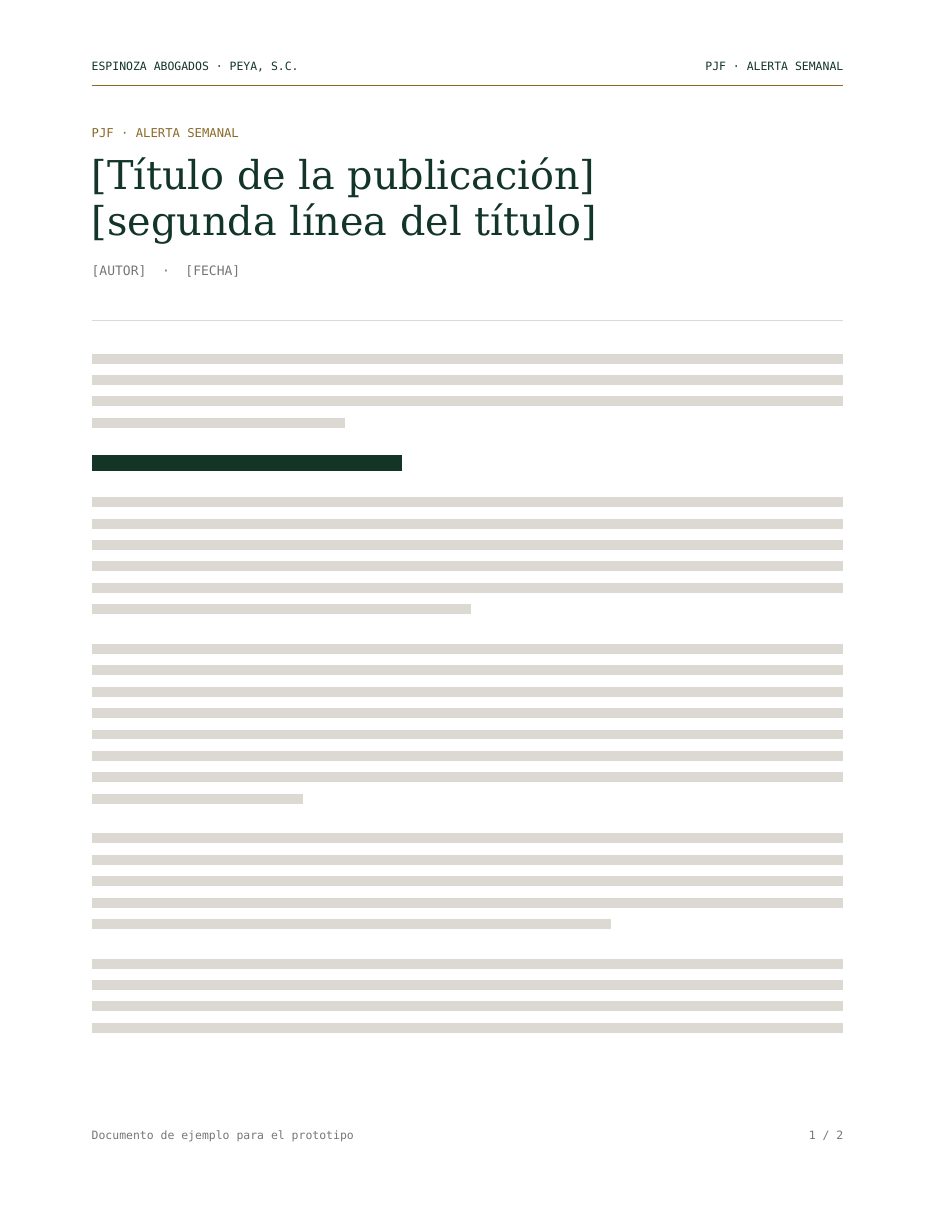 ESPINOZA ABOGADOS · PEYA, S.C.
PJF · ALERTA SEMANAL
PJF · ALERTA SEMANAL
[Título de la publicación]
[segunda línea del título]
[AUTOR] · [FECHA]
Documento de ejemplo para el prototipo
1 / 2